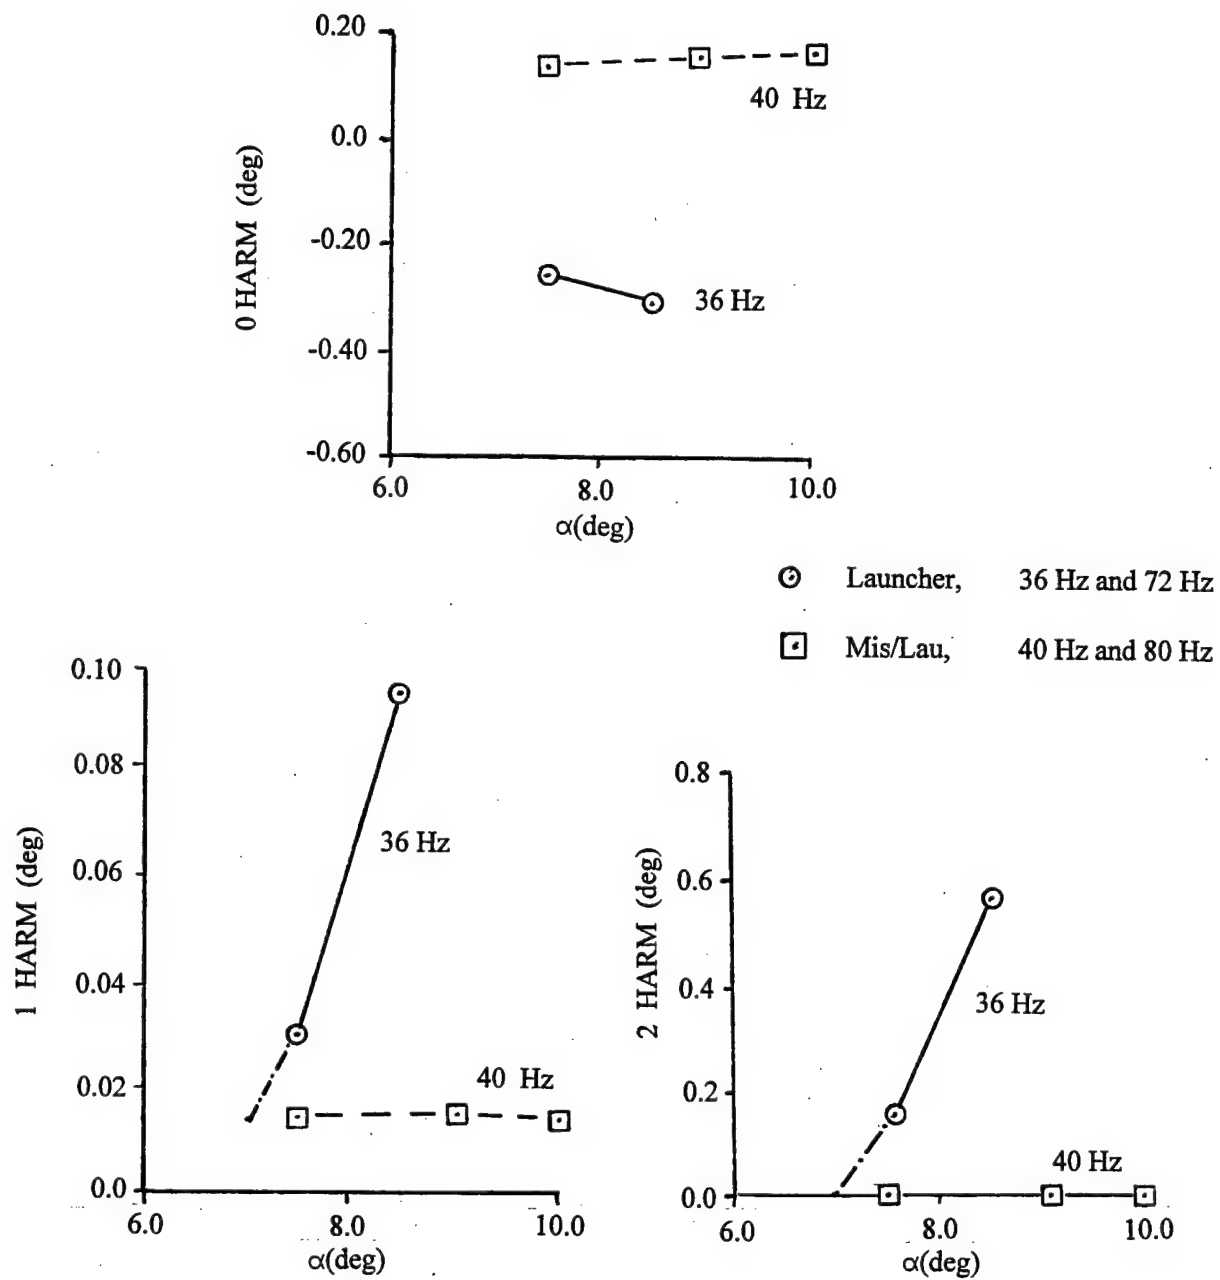 0.20
0.0
-0.20
-0.40
-0.60
0 HARM (deg)
40 Hz
36 Hz
6.0 8.0 10.0
α(deg)
Launcher, 36 Hz and 72 Hz
Mis/Lau, 40 Hz and 80 Hz
0.10
0.08
0.06
0.04
0.02
0.0
1 HARM (deg)
36 Hz
40 Hz
6.0 8.0 10.0
α(deg)
0.8
0.6
0.4
0.2
0.0
2 HARM (deg)
36 Hz
40 Hz
6.0 8.0 10.0
α(deg)